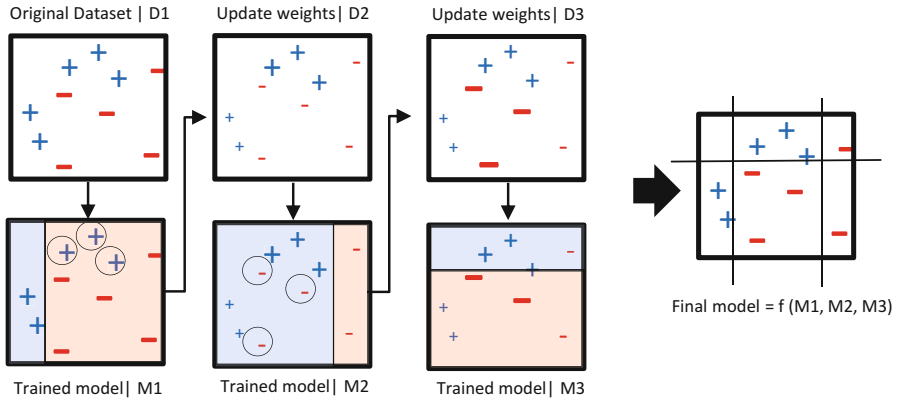 Original Dataset | D1
Update weights| D2
Update weights| D3
Trained model| M1
Trained model| M2
Trained model| M3
Final model = f (M1, M2, M3)